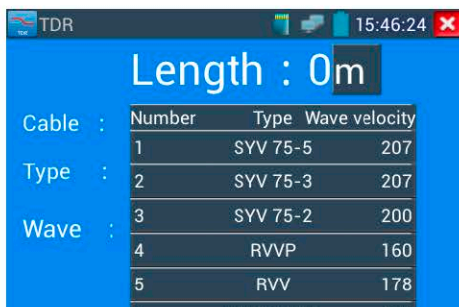 TDR 15:46:24
Length : 0m
Cable :
Type :
Wave :
Number Type Wave velocity
1 SYV 75-5 207
2 SYV 75-3 207
3 SYV 75-2 200
4 RVVP 160
5 RVV 178